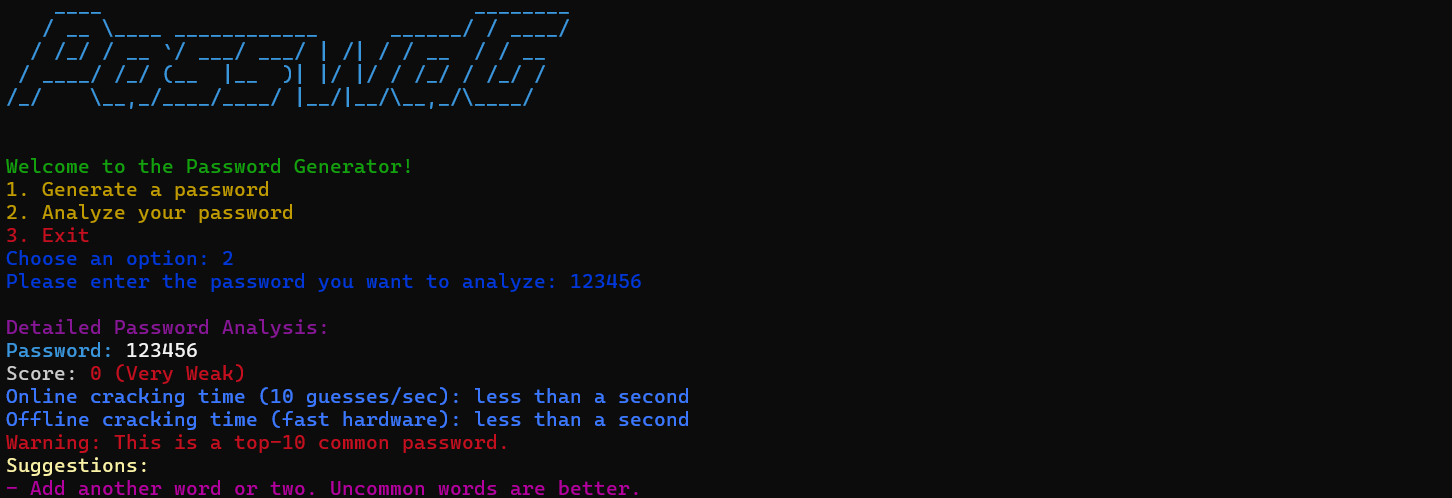 PasswdG
Welcome to the Password Generator!
1. Generate a password
2. Analyze your password
3. Exit
Choose an option: 2
Please enter the password you want to analyze: 123456
Detailed Password Analysis:
Password: 123456
Score: 0 (Very Weak)
Online cracking time (10 guesses/sec): less than a second
Offline cracking time (fast hardware): less than a second
Warning: This is a top-10 common password.
Suggestions:
- Add another word or two. Uncommon words are better.